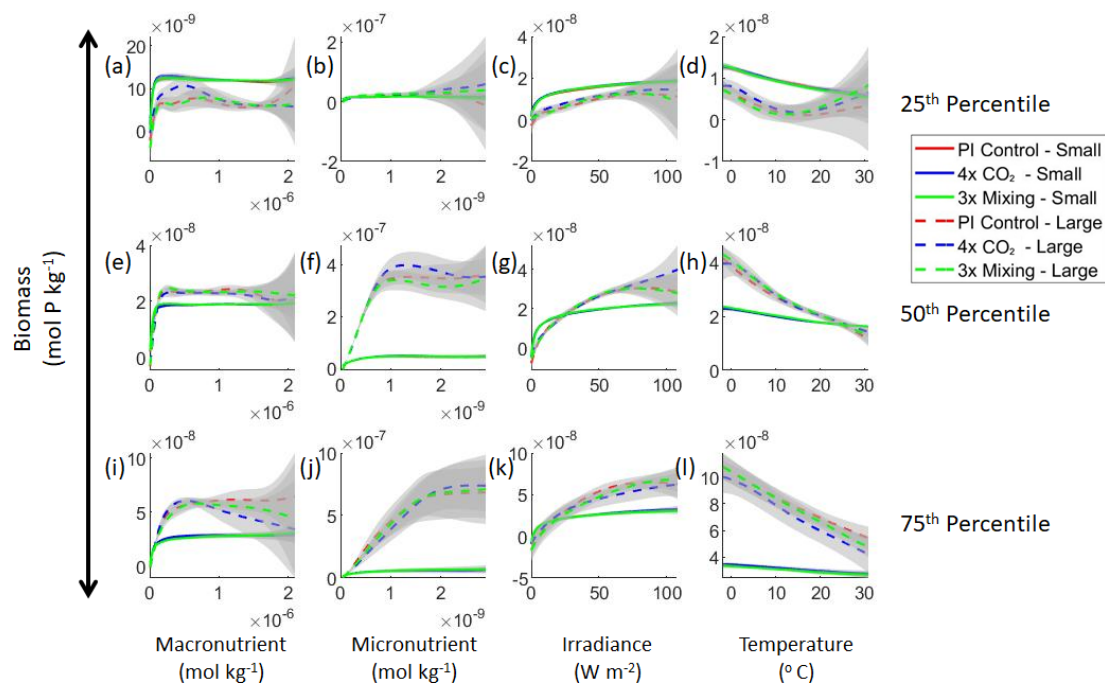 ×10⁻⁹ ×10⁻⁷ ×10⁻⁸ ×10⁻⁸
(a) 20 10 0
(b) 2 0 -2
(c) 4 2 0 -2
(d) 2 1 0 -1
25th Percentile
0 1 2 0 1 2 0 50 100 0 10 20 30
×10⁻⁶ ×10⁻⁹
PI Control - Small
4x CO₂ - Small
3x Mixing - Small
PI Control - Large
4x CO₂ - Large
3x Mixing - Large
×10⁻⁸ ×10⁻⁷ ×10⁻⁸ ×10⁻⁸
(e) 4 2 0
(f) 4 2 0
(g) 4 2 0
(h) 4 2 0
50th Percentile
0 1 2 0 1 2 0 50 100 0 10 20 30
×10⁻⁶ ×10⁻⁹
Biomass
(mol P kg⁻¹)
×10⁻⁸ ×10⁻⁷ ×10⁻⁸ ×10⁻⁸
(i) 10 5 0
(j) 10 5 0
(k) 10 5 0 -5
(l) 10 8 6 4
75th Percentile
0 1 2 0 1 2 0 50 100 0 10 20 30
×10⁻⁶ ×10⁻⁹
Macronutrient Micronutrient Irradiance Temperature
(mol kg⁻¹) (mol kg⁻¹) (W m⁻²) (° C)